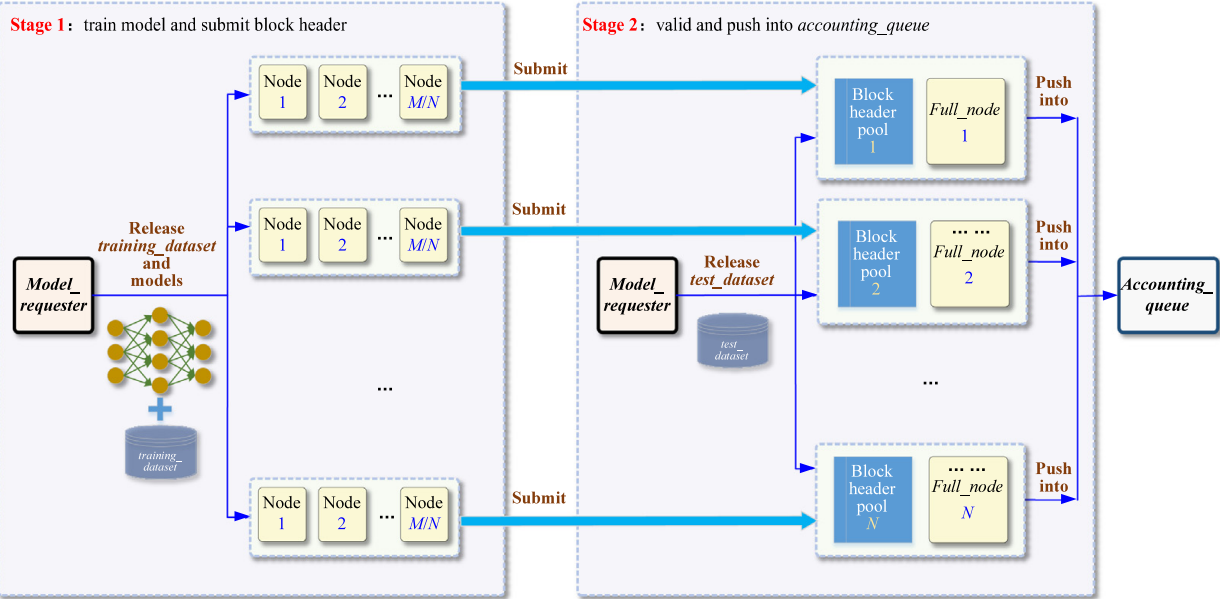 Stage 1：train model and submit block header
Node
1
Node
2
...
Node
M/N
Node
1
Node
2
...
Node
M/N
Release
training_dataset
and
models
Model_
requester
training_
dataset
...
Node
1
Node
2
...
Node
M/N
Submit
Submit
Submit
Stage 2：valid and push into accounting_queue
Block
header
pool
1
Full_node
1
Push
into
Block
header
pool
2
... ...
Full_node
2
Push
into
Model_
requester
Release
test_dataset
test_
dataset
...
Block
header
pool
N
... ...
Full_node
N
Push
into
Accounting_
queue